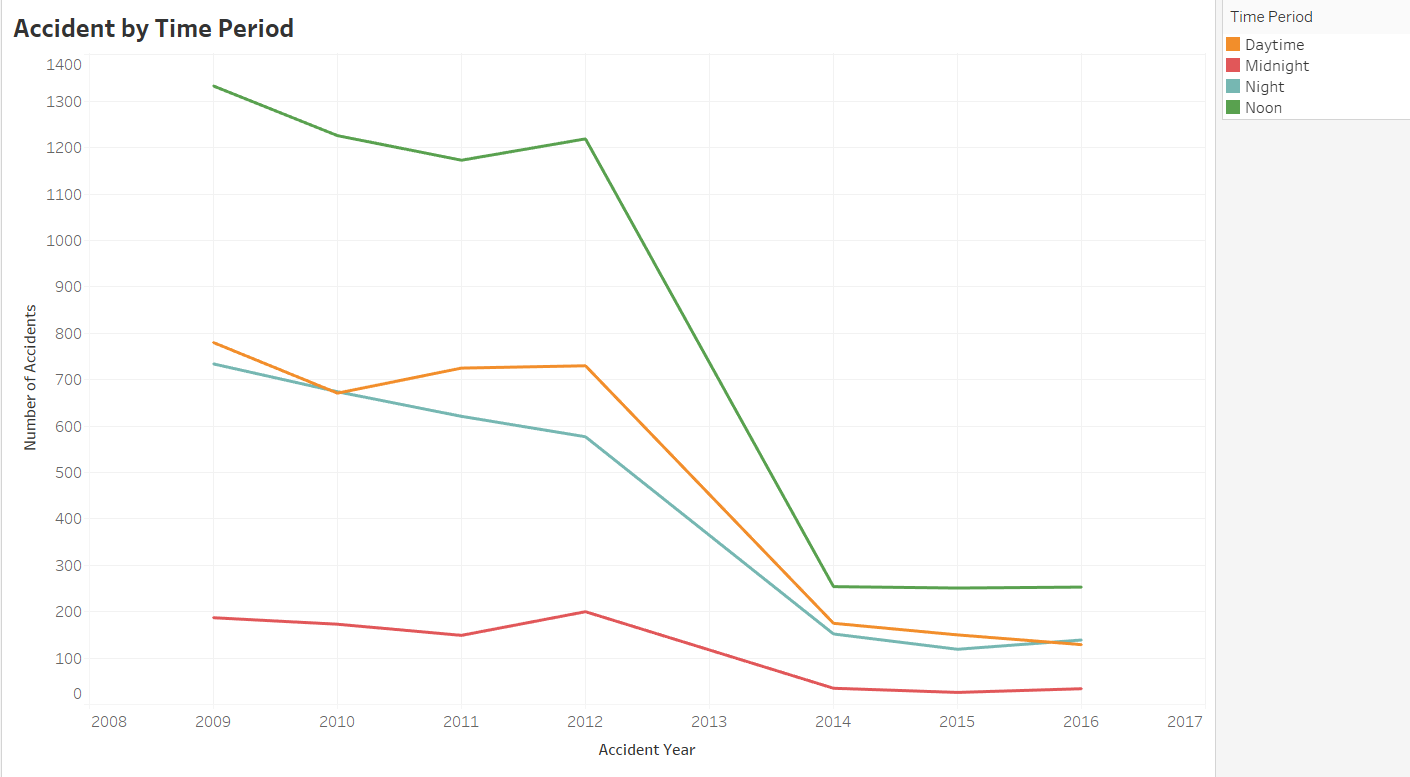 Accident by Time Period
Time Period
Daytime
Midnight
Night
Noon
Number of Accidents
1400
1300
1200
1100
1000
900
800
700
600
500
400
300
200
100
0
2008 2009 2010 2011 2012 2013 2014 2015 2016 2017
Accident Year